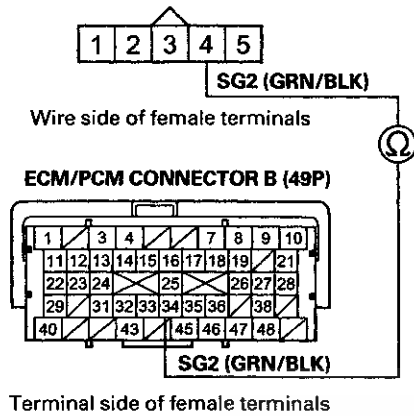 1 2 3 4 5
SG2 (GRN/BLK)
Wire side of female terminals
Ω
ECM/PCM CONNECTOR B (49P)
1 3 4 7 8 9 10
11 12 13 14 15 16 17 18 19 21
22 23 24 25 26 27 28
29 31 32 33 34 35 36 38
40 43 45 46 47 48
SG2 (GRN/BLK)
Terminal side of female terminals